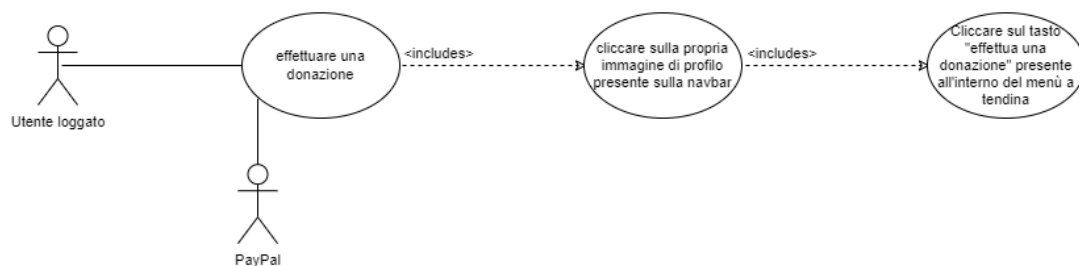 effettuare una
donazione
<includes>
cliccare sulla propria
immagine di profilo
presente sulla navbar
<includes>
Cliccare sul tasto
"effettua una
donazione" presente
all'interno del menù a
tendina
Utente loggato
PayPal